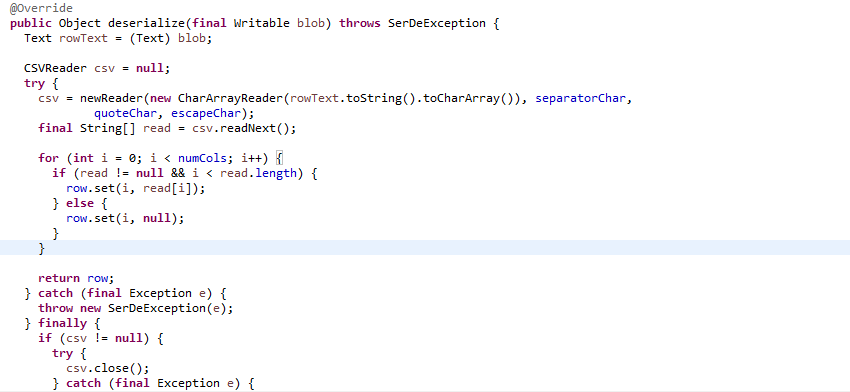 @Override
public Object deserialize(final Writable blob) throws SerDeException {
  Text rowText = (Text) blob;

  CSVReader csv = null;
  try {
    csv = newReader(new CharArrayReader(rowText.toString().toCharArray()), separatorChar,
            quoteChar, escapeChar);
    final String[] read = csv.readNext();

    for (int i = 0; i < numCols; i++) {
      if (read != null && i < read.length) {
        row.set(i, read[i]);
      } else {
        row.set(i, null);
      }
    }

    return row;
  } catch (final Exception e) {
    throw new SerDeException(e);
  } finally {
    if (csv != null) {
      try {
        csv.close();
      } catch (final Exception e) {